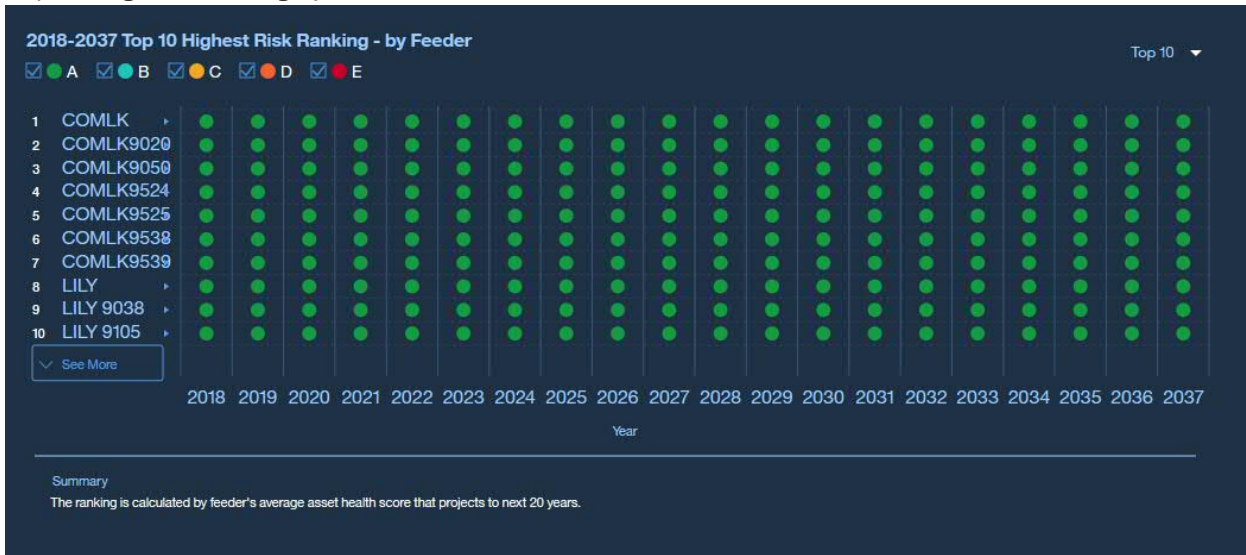 2018-2037 Top 10 Highest Risk Ranking - by Feeder
Top 10
A B C D E
1 COMLK
2 COMLK9020
3 COMLK9050
4 COMLK9524
5 COMLK9525
6 COMLK9538
7 COMLK9539
8 LILY
9 LILY 9038
10 LILY 9105
See More
2018 2019 2020 2021 2022 2023 2024 2025 2026 2027 2028 2029 2030 2031 2032 2033 2034 2035 2036 2037
Year
Summary
The ranking is calculated by feeder's average asset health score that projects to next 20 years.